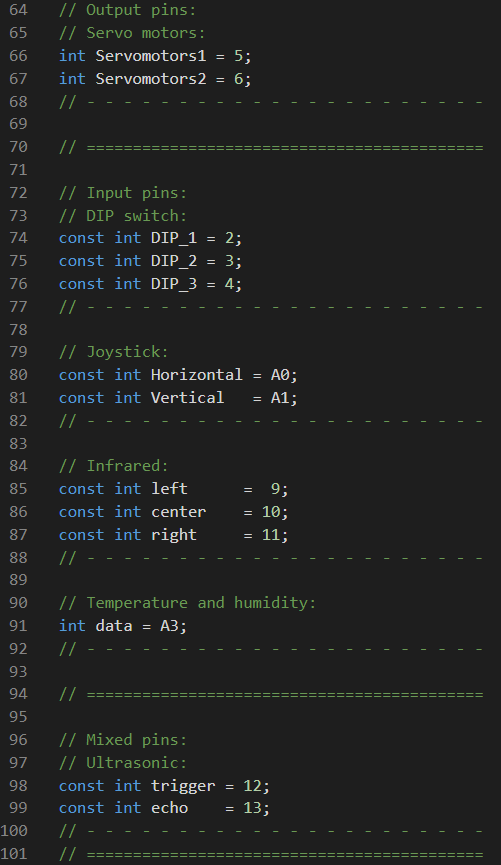 64 // Output pins:
65 // Servo motors:
66 int Servomotors1 = 5;
67 int Servomotors2 = 6;
68 // - - - - - - - - - - - - - - - - - - - - - -
69
70 // ===========================================
71
72 // Input pins:
73 // DIP switch:
74 const int DIP_1 = 2;
75 const int DIP_2 = 3;
76 const int DIP_3 = 4;
77 // - - - - - - - - - - - - - - - - - - - - - -
78
79 // Joystick:
80 const int Horizontal = A0;
81 const int Vertical   = A1;
82 // - - - - - - - - - - - - - - - - - - - - - -
83
84 // Infrared:
85 const int left      =  9;
86 const int center    = 10;
87 const int right     = 11;
88 // - - - - - - - - - - - - - - - - - - - - - -
89
90 // Temperature and humidity:
91 int data = A3;
92 // - - - - - - - - - - - - - - - - - - - - - -
93
94 // ===========================================
95
96 // Mixed pins:
97 // Ultrasonic:
98 const int trigger = 12;
99 const int echo    = 13;
100 // - - - - - - - - - - - - - - - - - - - - - -
101 // ===========================================